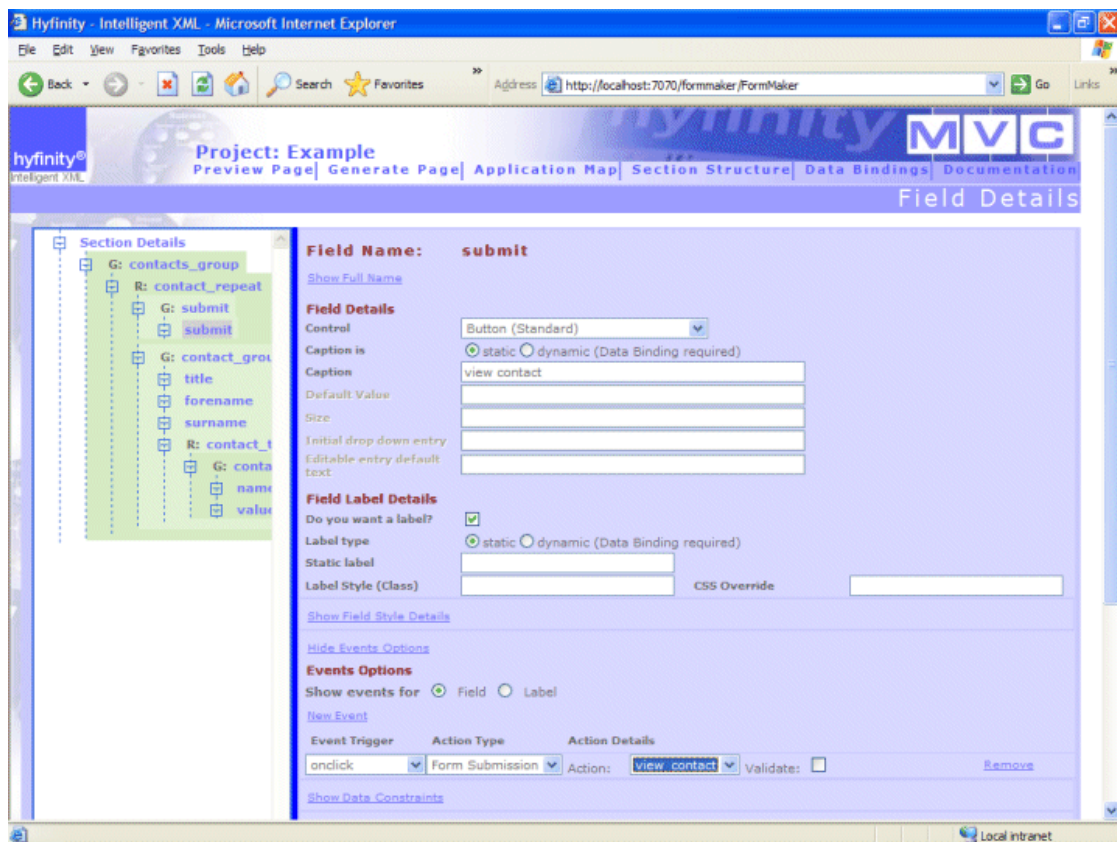 Hyfinity - Intelligent XML - Microsoft Internet Explorer
File Edit View Favorites Tools Help
Back Search Favorites » Address http://localhost:7070/formmaker/FormMaker Go Links »
hyfinity MVC
hyfinity®
Intelligent XML
Project: Example
Preview Page| Generate Page| Application Map| Section Structure| Data Bindings| Documentation
Field Details
Section Details
G: contacts_group
R: contact_repeat
G: submit
submit
G: contact_grou
title
forename
surname
R: contact_t
G: conta
name
value
Field Name: submit
Show Full Name
Field Details
Control Button (Standard)
Caption is static dynamic (Data Binding required)
Caption view contact
Default Value
Size
Initial drop down entry
Editable entry default
text
Field Label Details
Do you want a label?
Label type static dynamic (Data Binding required)
Static label
Label Style (Class) CSS Override
Show Field Style Details
Hide Events Options
Events Options
Show events for Field Label
New Event
Event Trigger Action Type Action Details
onclick Form Submission Action: view_contact Validate: Remove
Show Data Constraints
Local intranet